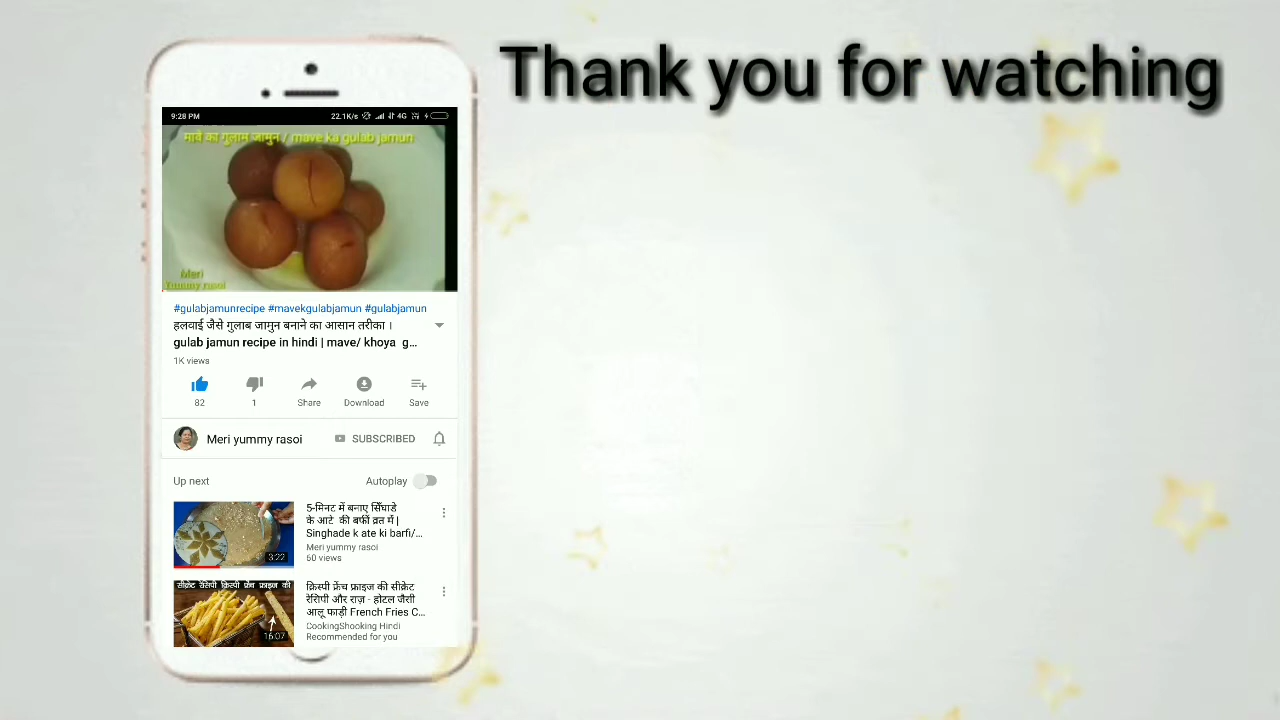 Thank you for watching
9:28 PM 22.1K/s 4G
मावे का गुलाम जामुन / mave ka gulab jamun
Meri
Yummy rasoi
#gulabjamunrecipe #mavekgulabjamun #gulabjamun
हलवाई जैसे गुलाब जामुन बनाने का आसान तरीका ।
gulab jamun recipe in hindi | mave/ khoya g...
1K views
82 1 Share Download Save
Meri yummy rasoi SUBSCRIBED
Up next Autoplay
5-मिनट में बनाए सिँघाडे
के आटे की बर्फी व्रत में |
Singhade k ate ki barfi/...
Meri yummy rasoi
60 views
3:22
सीक्रेट रेसिपी क्रिस्पी फ्रेंच फ्राइज की
क्रिस्पी फ्रेंच फ्राइज की सीक्रेट
रेसिपी और राज़ - होटल जैसी
आलू फाड़ी French Fries C...
CookingShooking Hindi
Recommended for you
16:07